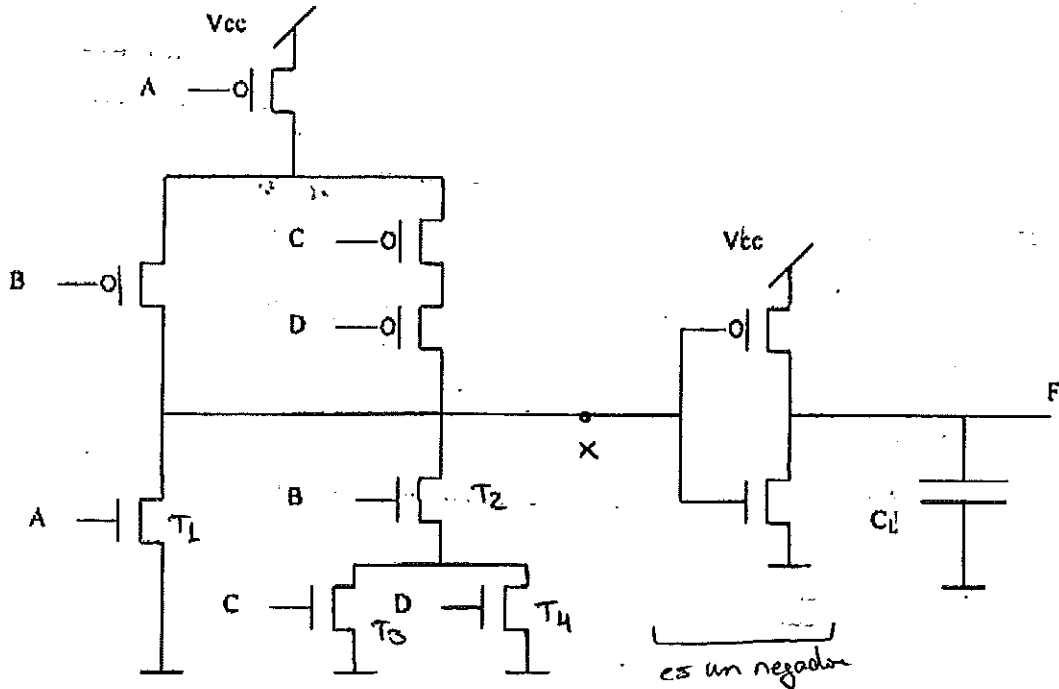 Vcc
A
C
Vcc
B
D
F
X
B T2
A T1
CL
C T3 D T4
es un negador